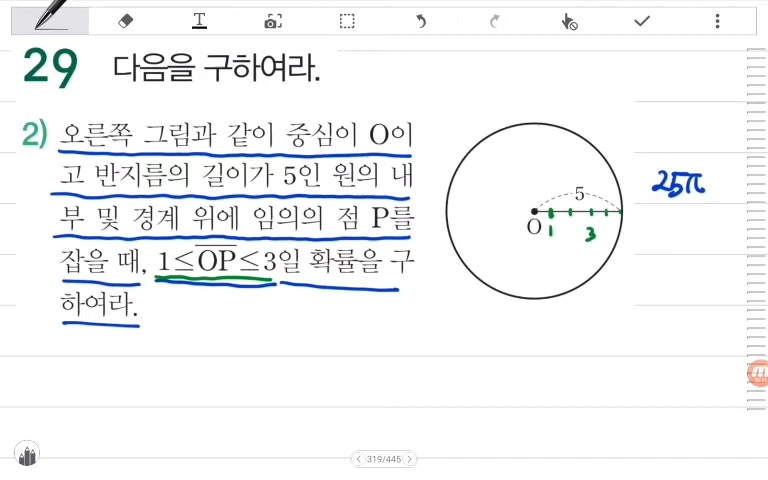 29 다음을 구하여라.
2) 오른쪽 그림과 같이 중심이 O이
고 반지름의 길이가 5인 원의 내
부 및 경계 위에 임의의 점 P를
잡을 때, 1≤OP≤3일 확률을 구
하여라.
5
O
1 3
25π
319/445